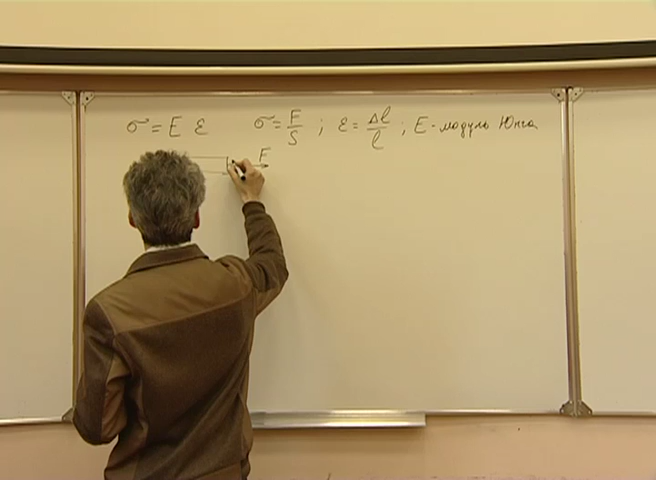 σ = E ε    σ = F/S ; ε = Δl/l ; E - модуль Юнга
F